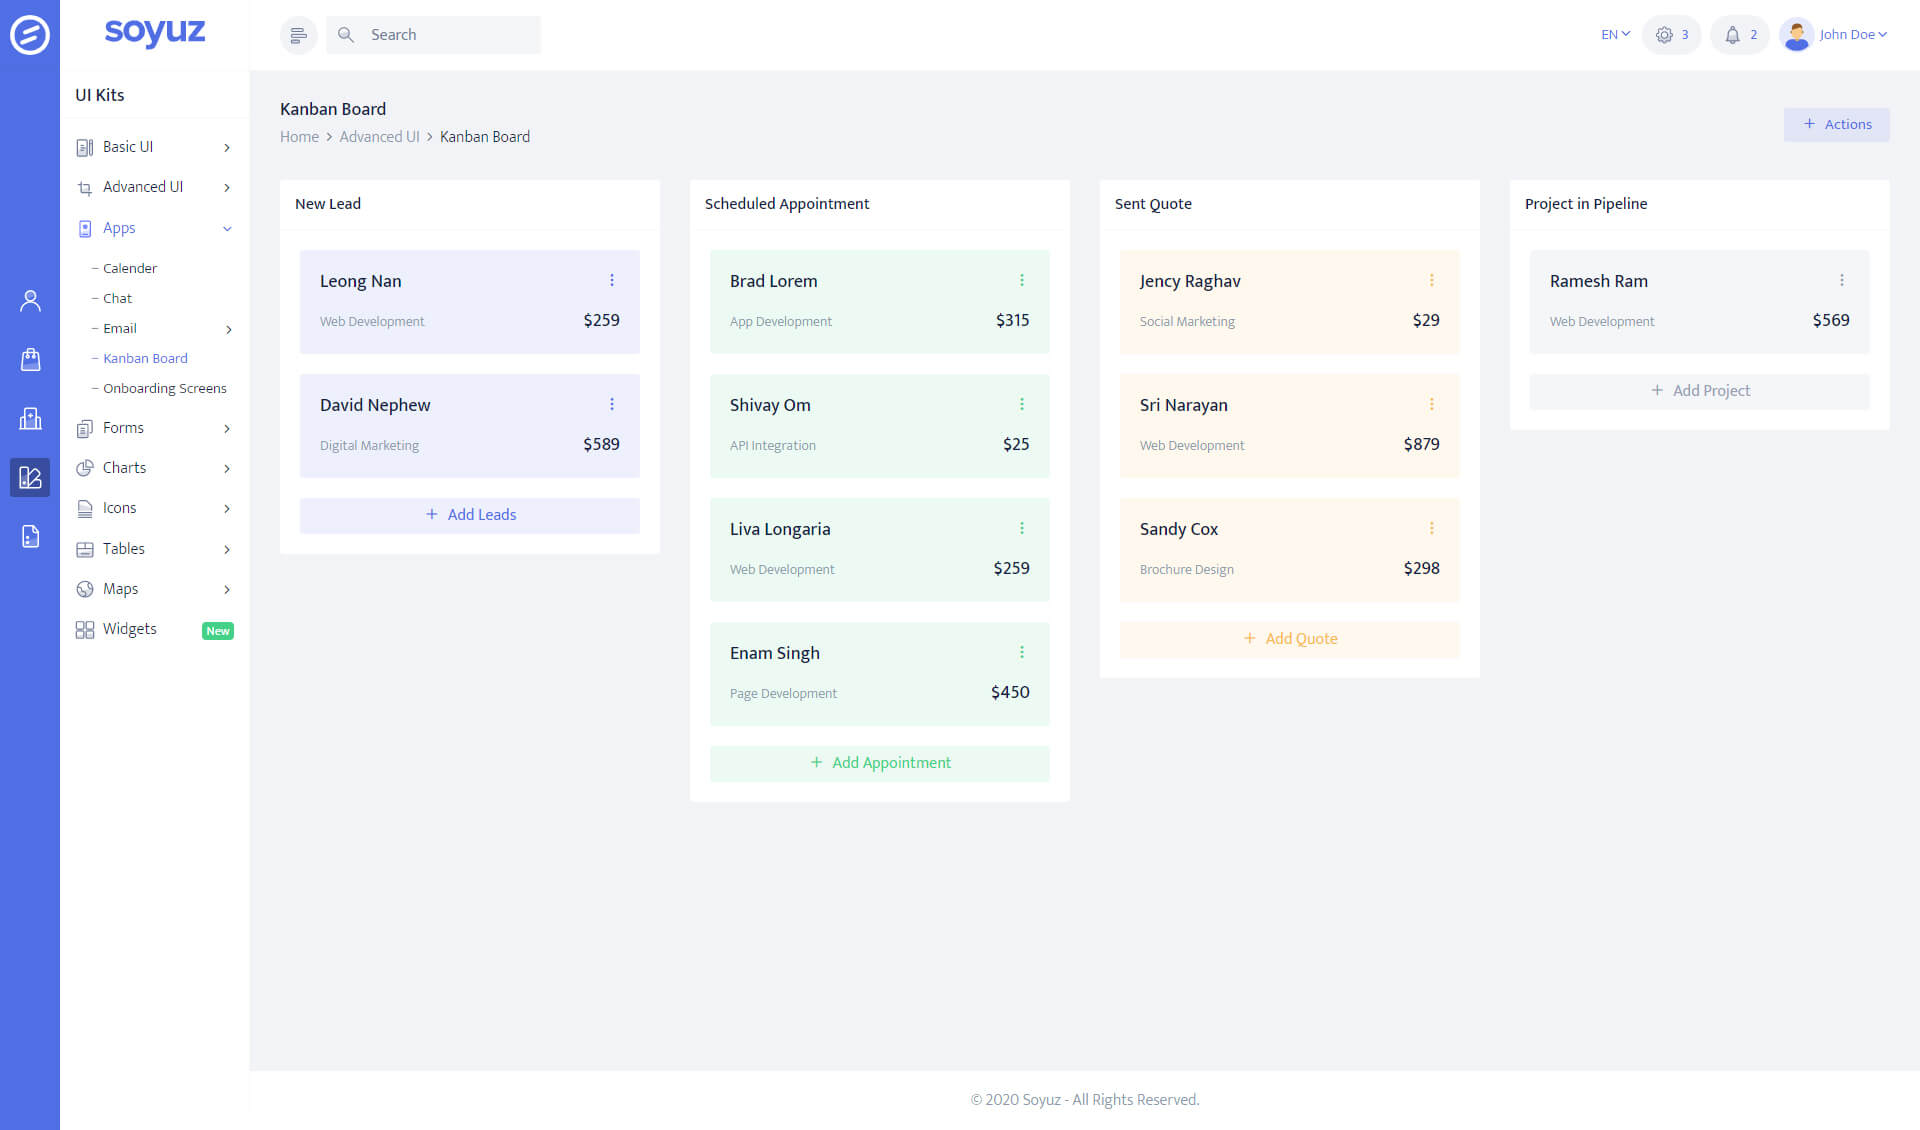 soyuz
Search
EN
3
2
John Doe
UI Kits
Basic UI
Advanced UI
Apps
– Calender
– Chat
– Email
– Kanban Board
– Onboarding Screens
Forms
Charts
Icons
Tables
Maps
Widgets New
Kanban Board
Home > Advanced UI > Kanban Board
+ Actions
New Lead
Leong Nan
Web Development $259
David Nephew
Digital Marketing $589
+ Add Leads
Scheduled Appointment
Brad Lorem
App Development $315
Shivay Om
API Integration $25
Liva Longaria
Web Development $259
Enam Singh
Page Development $450
+ Add Appointment
Sent Quote
Jency Raghav
Social Marketing $29
Sri Narayan
Web Development $879
Sandy Cox
Brochure Design $298
+ Add Quote
Project in Pipeline
Ramesh Ram
Web Development $569
+ Add Project
© 2020 Soyuz - All Rights Reserved.